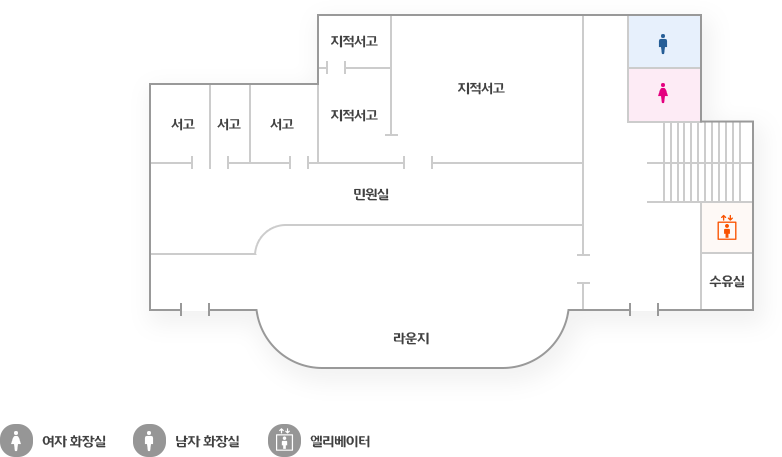 지적서고
지적서고
지적서고
서고
서고
서고
민원실
수유실
라운지
여자 화장실
남자 화장실
엘리베이터